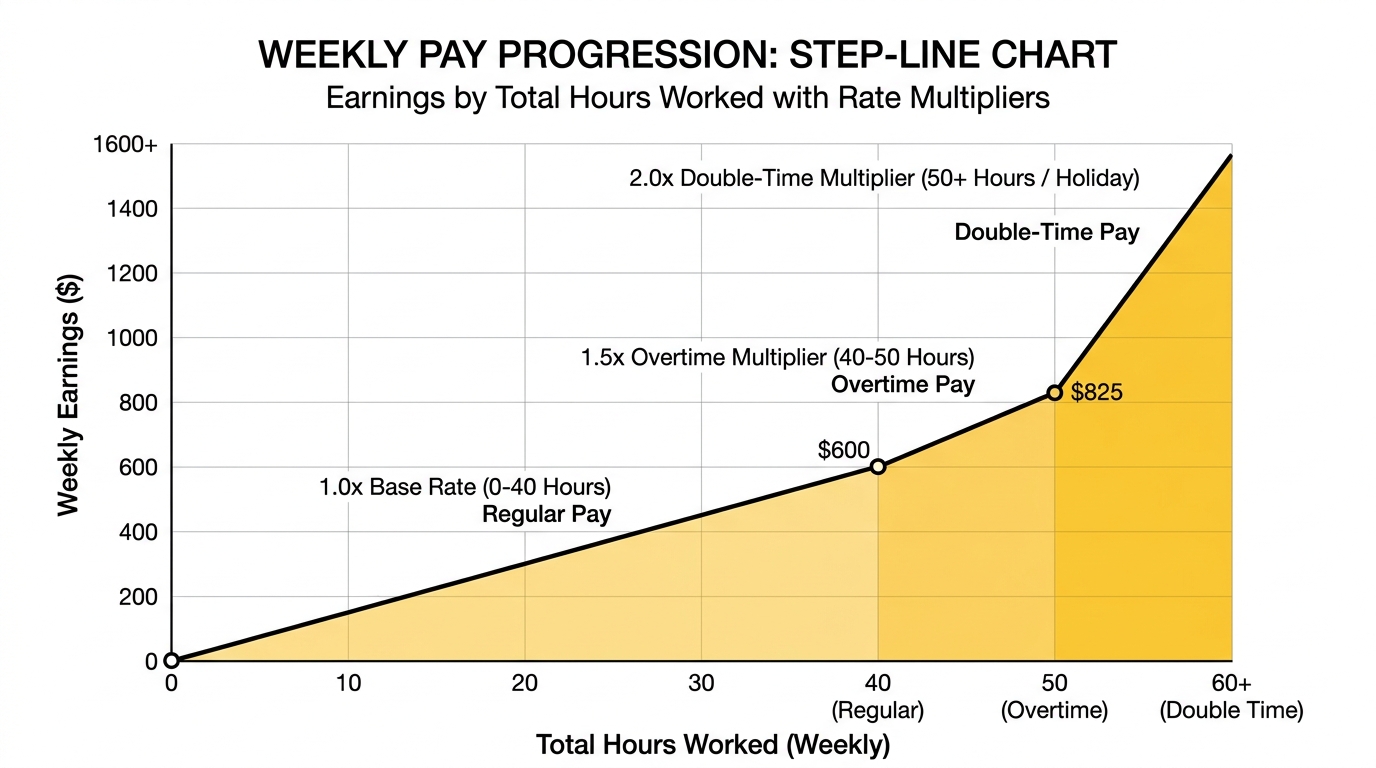 WEEKLY PAY PROGRESSION: STEP-LINE CHART
Earnings by Total Hours Worked with Rate Multipliers
Weekly Earnings ($)
1600+
1400
1200
1000
800
600
400
200
0
2.0x Double-Time Multiplier (50+ Hours / Holiday)
Double-Time Pay
1.5x Overtime Multiplier (40-50 Hours)
Overtime Pay
$825
$600
1.0x Base Rate (0-40 Hours)
Regular Pay
0 10 20 30 40 50 60+
(Regular) (Overtime) (Double Time)
Total Hours Worked (Weekly)